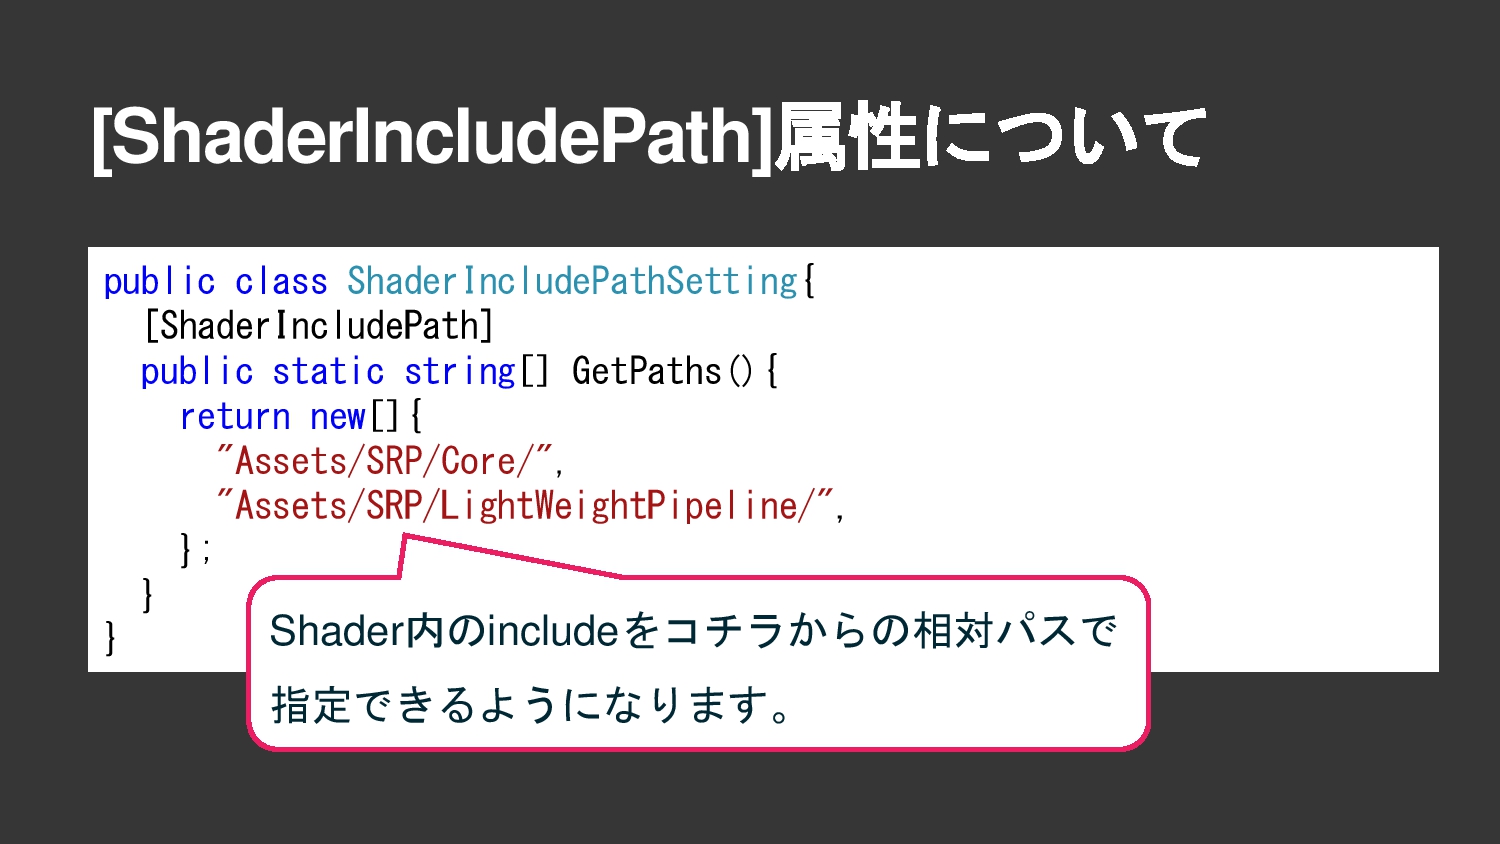 [ShaderIncludePath]属性について
public class ShaderIncludePathSetting{
[ShaderIncludePath]
public static string[] GetPaths(){
return new[]{
"Assets/SRP/Core/",
"Assets/SRP/LightWeightPipeline/",
};
}
}
Shader内のincludeをコチラからの相対パスで
指定できるようになります。